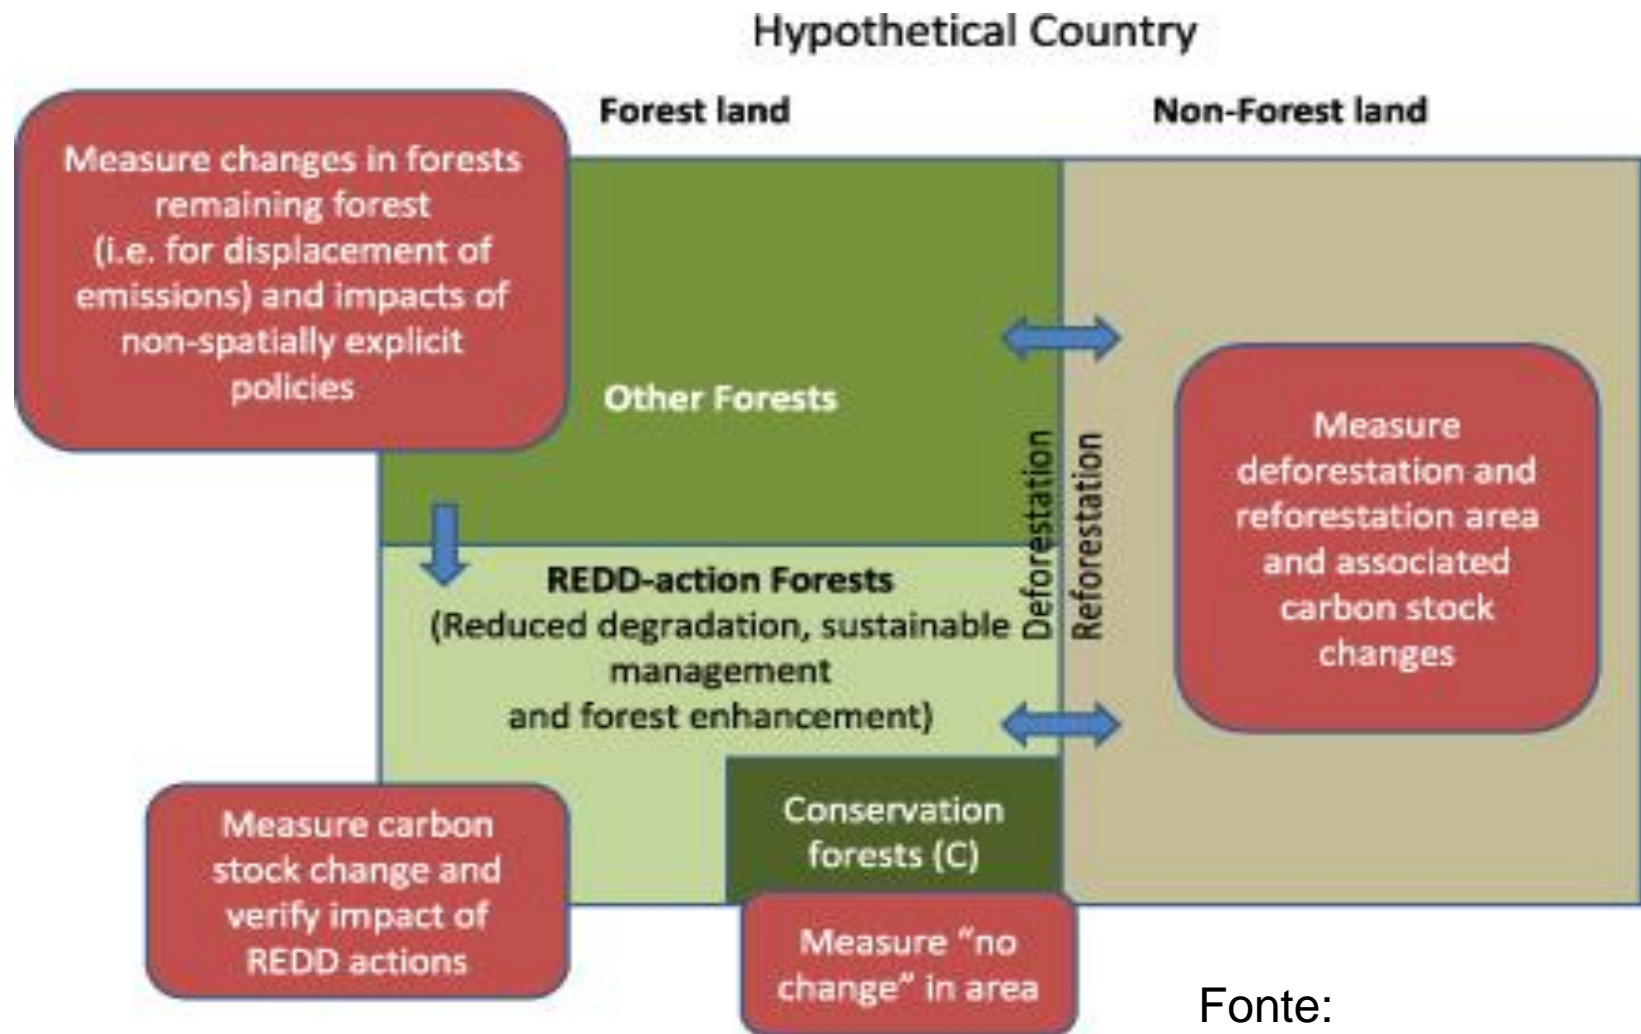 Hypothetical Country
Forest land
Non-Forest land
Measure changes in forests
remaining forest
(i.e. for displacement of
emissions) and impacts of
non-spatially explicit
policies
Other Forests
Deforestation
Reforestation
Measure
deforestation and
reforestation area
and associated
carbon stock
changes
REDD-action Forests
(Reduced degradation, sustainable
management
and forest enhancement)
Measure carbon
stock change and
verify impact of
REDD actions
Conservation
forests (C)
Measure "no
change" in area
Fonte: